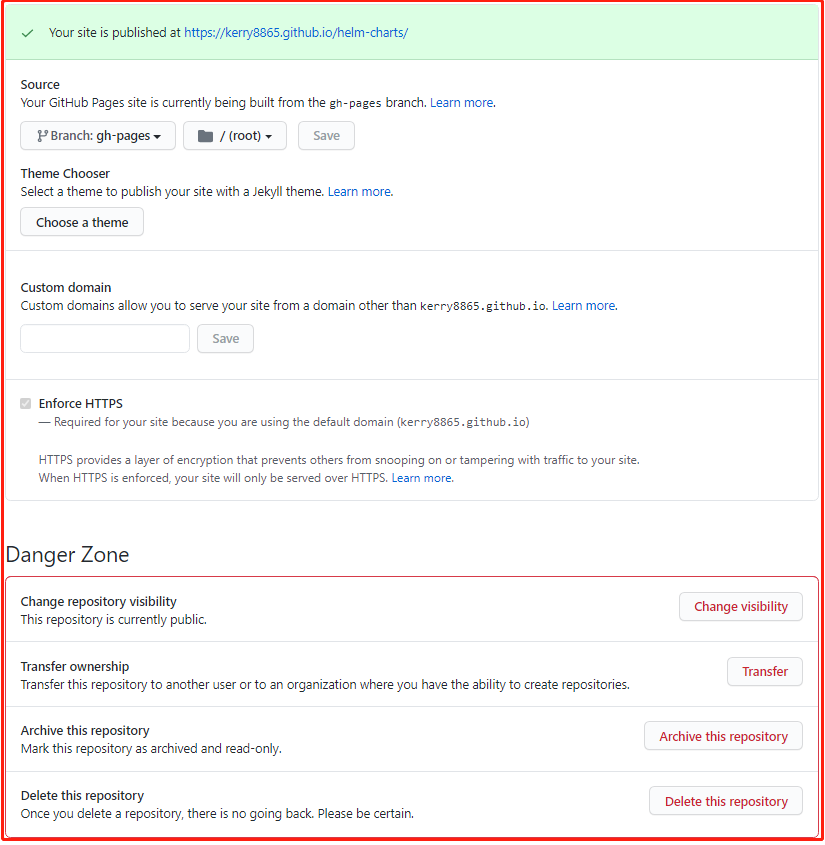 Your site is published at https://kerry8865.github.io/helm-charts/
Source
Your GitHub Pages site is currently being built from the gh-pages branch. Learn more.
Branch: gh-pages
/ (root)
Save
Theme Chooser
Select a theme to publish your site with a Jekyll theme. Learn more.
Choose a theme
Custom domain
Custom domains allow you to serve your site from a domain other than kerry8865.github.io. Learn more.
Save
Enforce HTTPS
— Required for your site because you are using the default domain (kerry8865.github.io)
HTTPS provides a layer of encryption that prevents others from snooping on or tampering with traffic to your site.
When HTTPS is enforced, your site will only be served over HTTPS. Learn more.
Danger Zone
Change repository visibility
This repository is currently public.
Change visibility
Transfer ownership
Transfer this repository to another user or to an organization where you have the ability to create repositories.
Transfer
Archive this repository
Mark this repository as archived and read-only.
Archive this repository
Delete this repository
Once you delete a repository, there is no going back. Please be certain.
Delete this repository